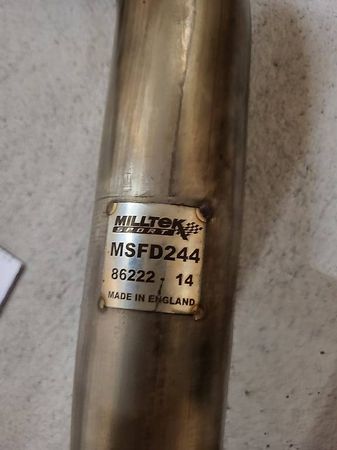 MILLTEK
SPORT
MSFD244
86222 - 14
MADE IN ENGLAND